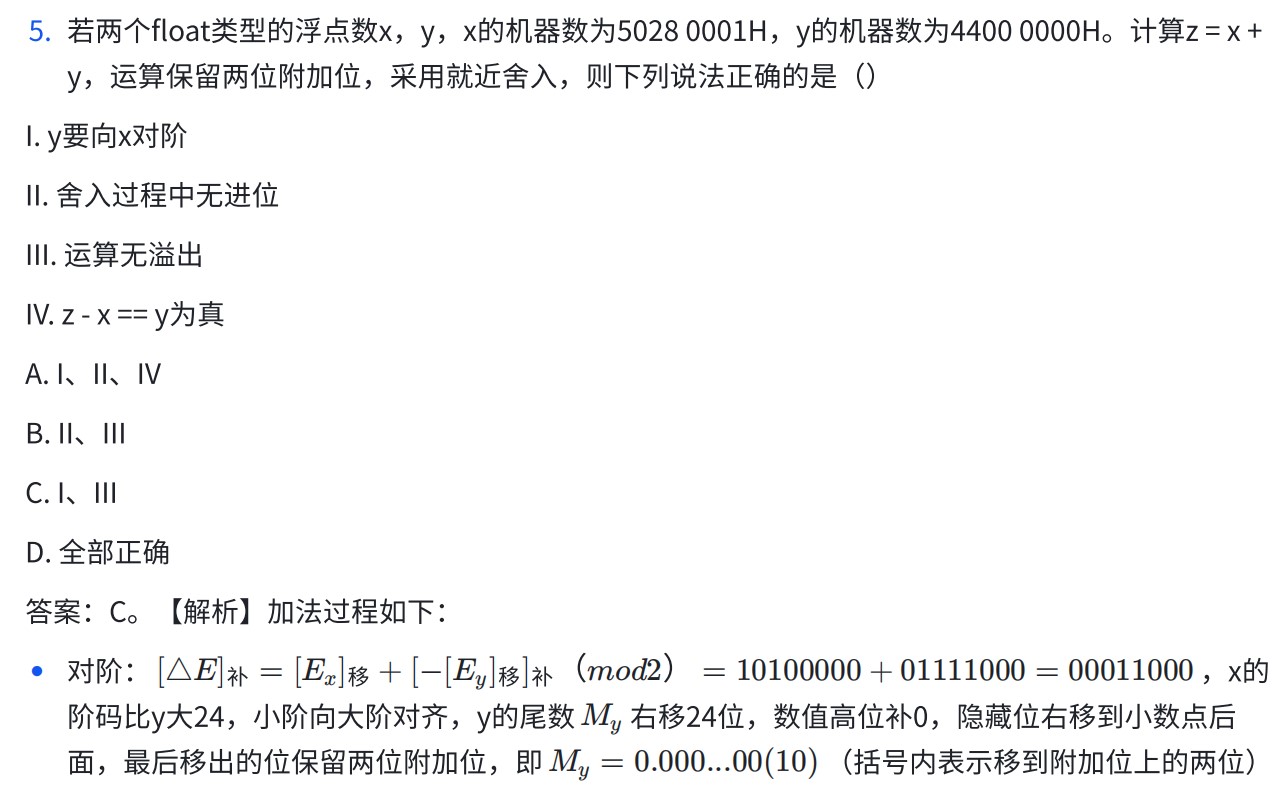 5. 若两个float类型的浮点数x，y，x的机器数为5028 0001H，y的机器数为4400 0000H。计算z = x +
y，运算保留两位附加位，采用就近舍入，则下列说法正确的是（）
I. y要向x对阶
II. 舍入过程中无进位
III. 运算无溢出
IV. z - x == y为真
A. I、II、IV
B. II、III
C. I、III
D. 全部正确
答案：C。【解析】加法过程如下：
• 对阶：[△E]补 = [Eₓ]移 + [−[Eᵧ]移]补（mod2） = 10100000 + 01111000 = 00011000 ，x的
阶码比y大24，小阶向大阶对齐，y的尾数 Mᵧ 右移24位，数值高位补0，隐藏位右移到小数点后
面，最后移出的位保留两位附加位，即 Mᵧ = 0.000...00(10) （括号内表示移到附加位上的两位）